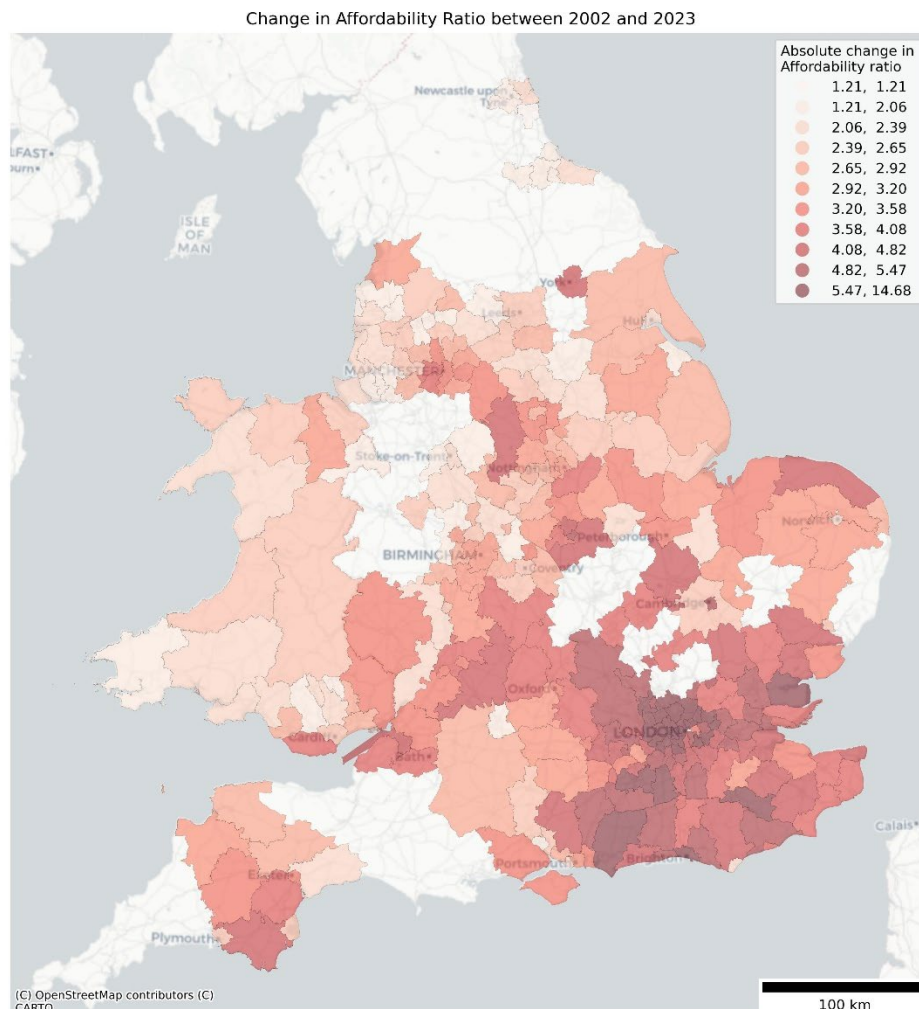 Change in Affordability Ratio between 2002 and 2023
Absolute change in
Affordability ratio
1.21, 1.21
1.21, 2.06
2.06, 2.39
2.39, 2.65
2.65, 2.92
2.92, 3.20
3.20, 3.58
3.58, 4.08
4.08, 4.82
4.82, 5.47
5.47, 14.68
Newcastle upon
Tyne
LFAST
ourn
ISLE
OF
MAN
York
Leeds
Hull
MANCHESTER
Stoke-on-Trent
Nottingham
Norwich
Peterborough
BIRMINGHAM
Coventry
Cambridge
Oxford
Cardiff
LONDON
Bath
Calais
Portsmouth
Brighton
Exeter
Plymouth
(C) OpenStreetMap contributors (C)
CARTO
100 km